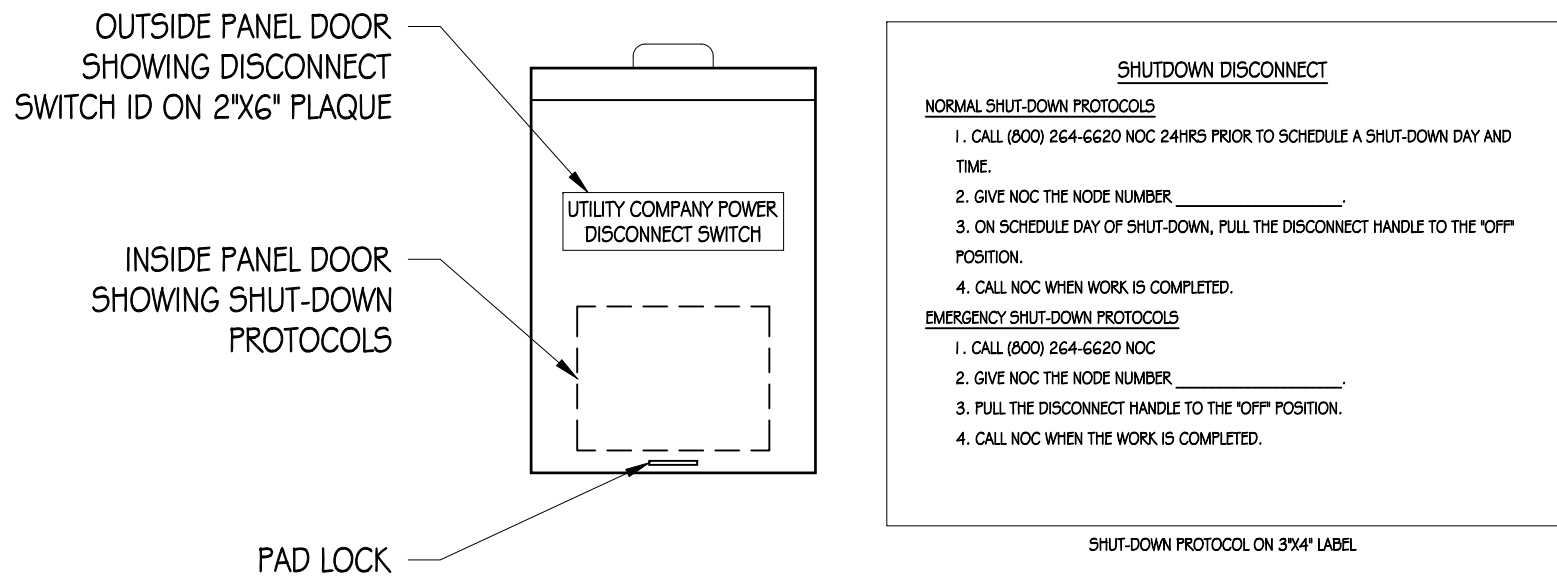 OUTSIDE PANEL DOOR
SHOWING DISCONNECT
SWITCH ID ON 2"X6" PLAQUE
UTILITY COMPANY POWER
DISCONNECT SWITCH
INSIDE PANEL DOOR
SHOWING SHUT-DOWN
PROTOCOLS
PAD LOCK
SHUTDOWN DISCONNECT
NORMAL SHUT-DOWN PROTOCOLS
1. CALL (800) 264-6620 NOC 24HRS PRIOR TO SCHEDULE A SHUT-DOWN DAY AND
TIME.
2. GIVE NOC THE NODE NUMBER ____________________.
3. ON SCHEDULE DAY OF SHUT-DOWN, PULL THE DISCONNECT HANDLE TO THE "OFF"
POSITION.
4. CALL NOC WHEN WORK IS COMPLETED.
EMERGENCY SHUT-DOWN PROTOCOLS
1. CALL (800) 264-6620 NOC
2. GIVE NOC THE NODE NUMBER ____________________.
3. PULL THE DISCONNECT HANDLE TO THE "OFF" POSITION.
4. CALL NOC WHEN THE WORK IS COMPLETED.
SHUT-DOWN PROTOCOL ON 3"X4" LABEL